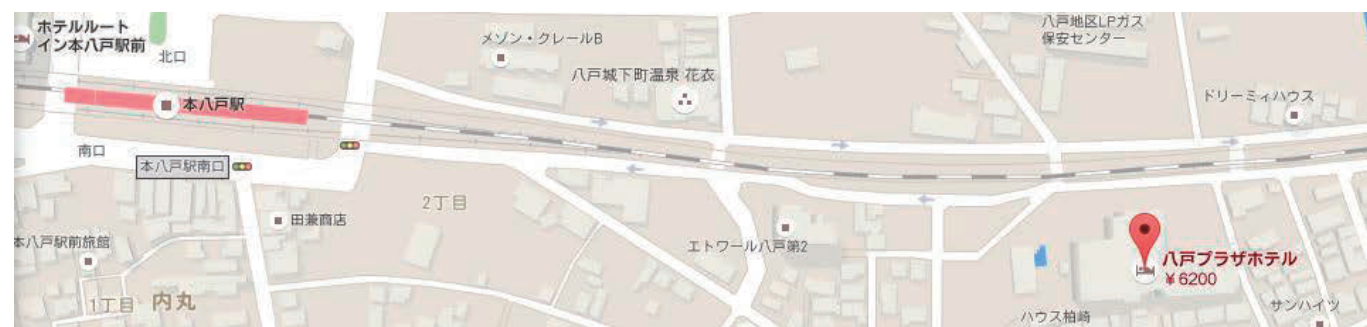 ホテルルート
イン本八戸駅前
北口
本八戸駅
南口
本八戸駅南口
田兼商店
本八戸駅前旅館
1丁目
内丸
2丁目
メゾン・クレールB
八戸城下町温泉 花衣
エトワール八戸第2
八戸地区LPガス
保安センター
ドリーミィハウス
八戸プラザホテル
¥6200
ハウス柏崎
サンハイツ